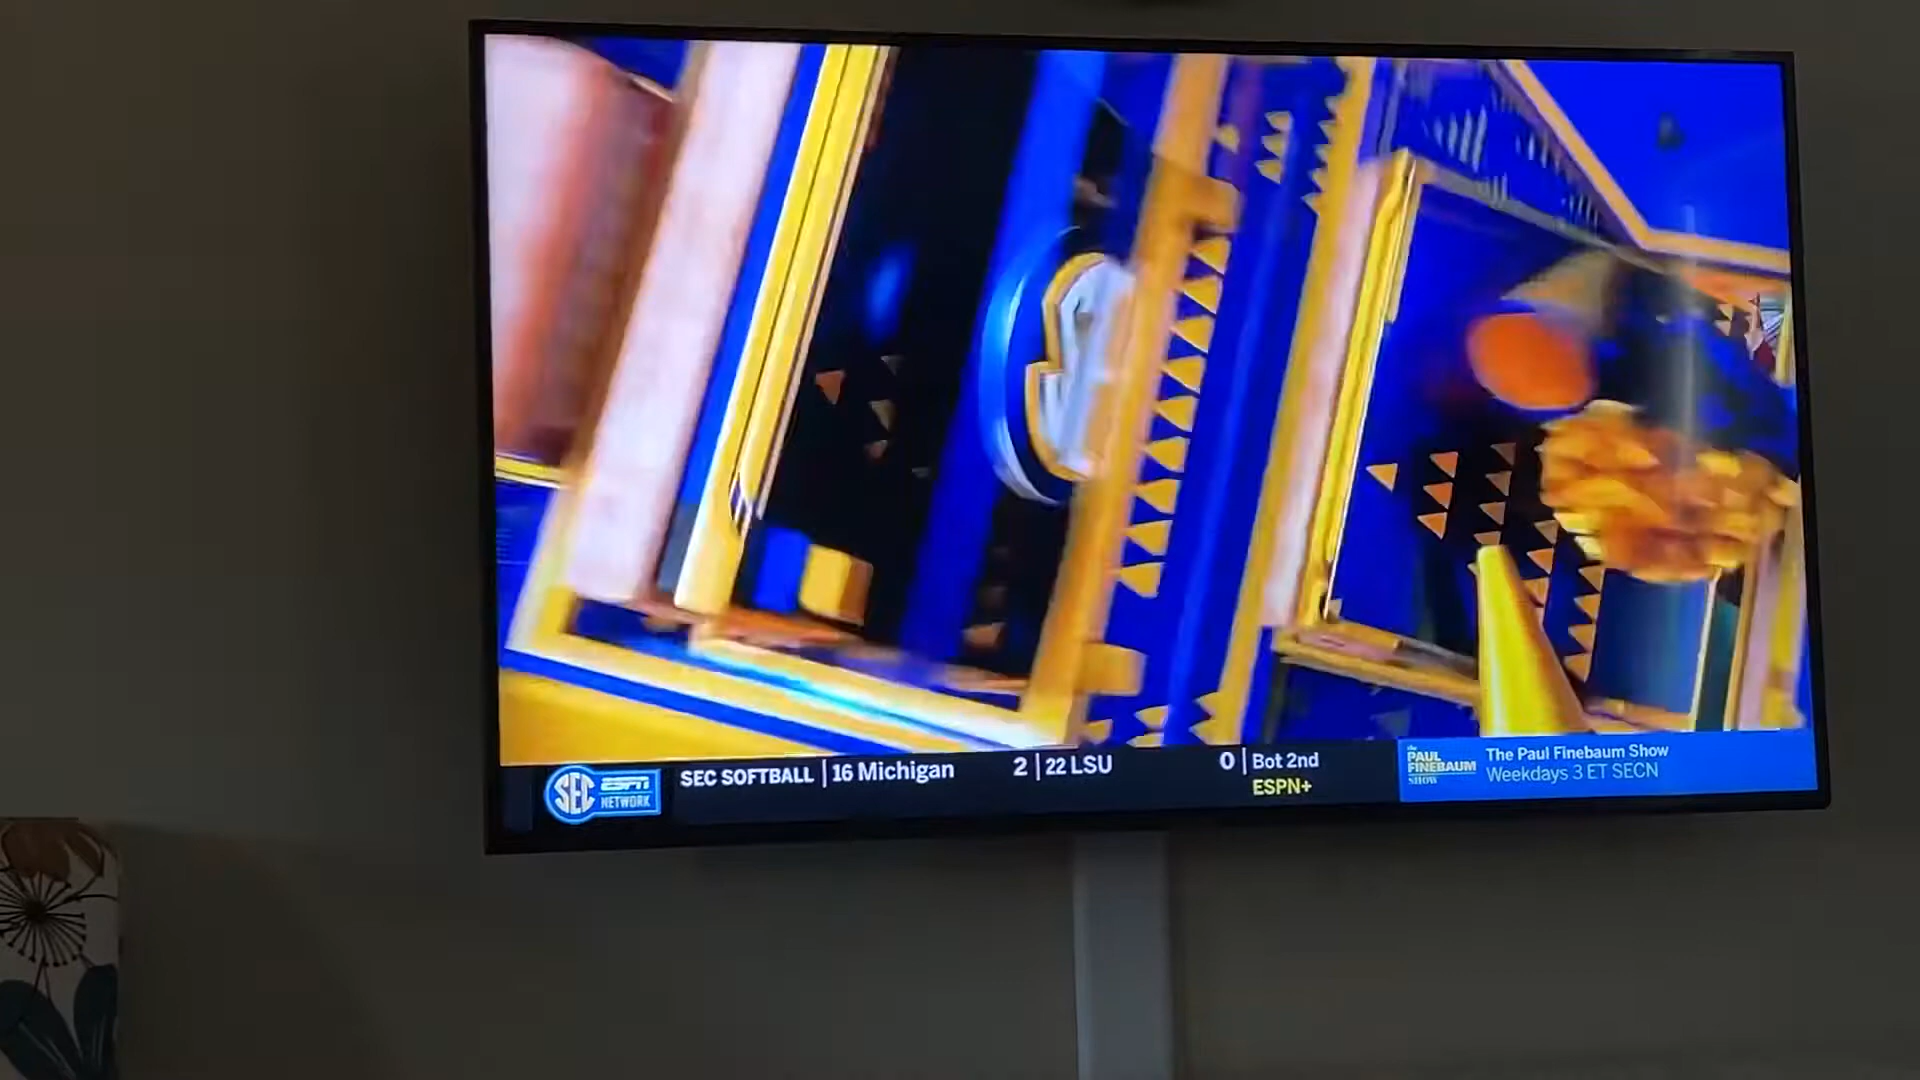 SEC ESPN NETWORK
SEC SOFTBALL | 16 Michigan 2 | 22 LSU 0 | Bot 2nd
ESPN+
the PAUL FINEBAUM SHOW
The Paul Finebaum Show
Weekdays 3 ET SECN